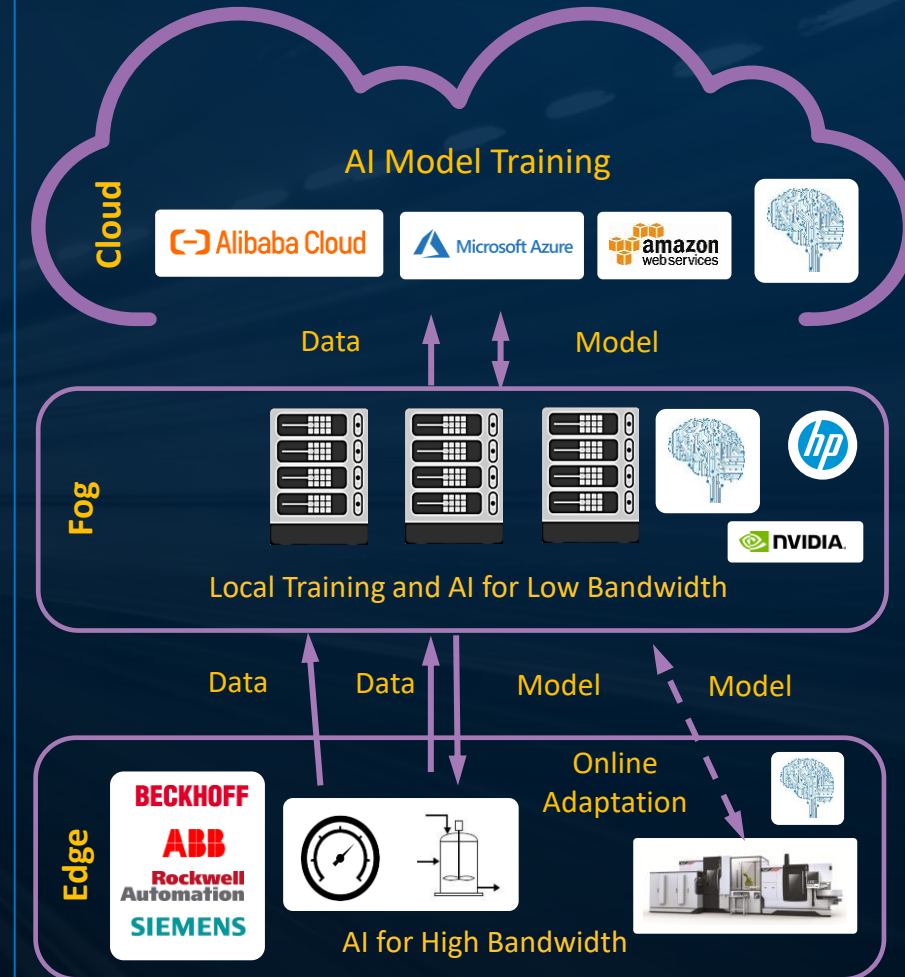 AI Model Training
Cloud
Alibaba Cloud
Microsoft Azure
amazon
webservices
Data
Model
Fog
hp
NVIDIA.
Local Training and AI for Low Bandwidth
Data
Data
Model
Model
Edge
BECKHOFF
ABB
Rockwell
Automation
SIEMENS
Online
Adaptation
AI for High Bandwidth